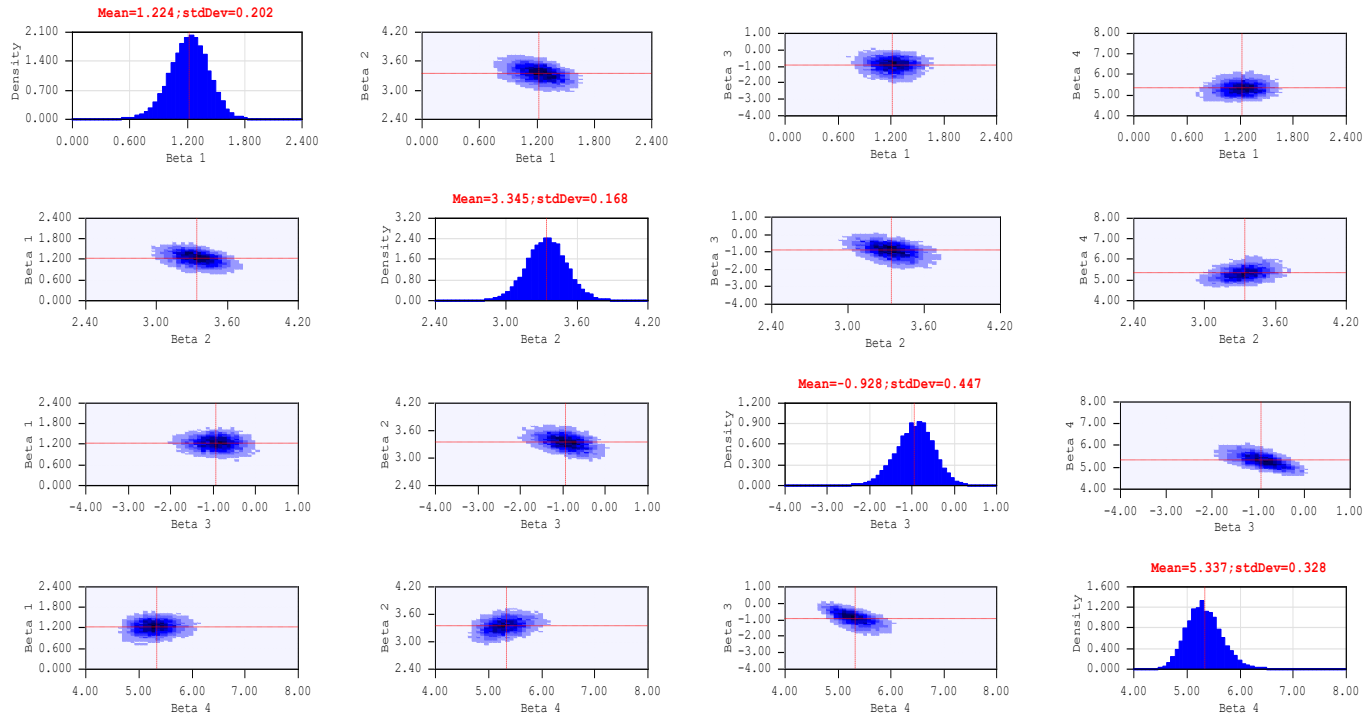 Mean=1.224;stdDev=0.202
2.100
1.400
0.700
0.000
Density
0.000 0.600 1.200 1.800 2.400
Beta 1
4.20
3.60
3.00
2.40
Beta 2
0.000 0.600 1.200 1.800 2.400
Beta 1
1.00
0.00
-1.00
-2.00
-3.00
-4.00
Beta 3
0.000 0.600 1.200 1.800 2.400
Beta 1
8.00
7.00
6.00
5.00
4.00
Beta 4
0.000 0.600 1.200 1.800 2.400
Beta 1
2.400
1.800
1.200
0.600
0.000
Beta 1
2.40 3.00 3.60 4.20
Beta 2
Mean=3.345;stdDev=0.168
3.20
2.40
1.60
0.80
0.00
Density
2.40 3.00 3.60 4.20
Beta 2
1.00
0.00
-1.00
-2.00
-3.00
-4.00
Beta 3
2.40 3.00 3.60 4.20
Beta 2
8.00
7.00
6.00
5.00
4.00
Beta 4
2.40 3.00 3.60 4.20
Beta 2
2.400
1.800
1.200
0.600
0.000
Beta 1
-4.00 -3.00 -2.00 -1.00 0.00 1.00
Beta 3
4.20
3.60
3.00
2.40
Beta 2
-4.00 -3.00 -2.00 -1.00 0.00 1.00
Beta 3
Mean=-0.928;stdDev=0.447
1.200
0.900
0.600
0.300
0.000
Density
-4.00 -3.00 -2.00 -1.00 0.00 1.00
Beta 3
8.00
7.00
6.00
5.00
4.00
Beta 4
-4.00 -3.00 -2.00 -1.00 0.00 1.00
Beta 3
2.400
1.800
1.200
0.600
0.000
Beta 1
4.00 5.00 6.00 7.00 8.00
Beta 4
4.20
3.60
3.00
2.40
Beta 2
4.00 5.00 6.00 7.00 8.00
Beta 4
1.00
0.00
-1.00
-2.00
-3.00
-4.00
Beta 3
4.00 5.00 6.00 7.00 8.00
Beta 4
Mean=5.337;stdDev=0.328
1.600
1.200
0.800
0.400
0.000
Density
4.00 5.00 6.00 7.00 8.00
Beta 4